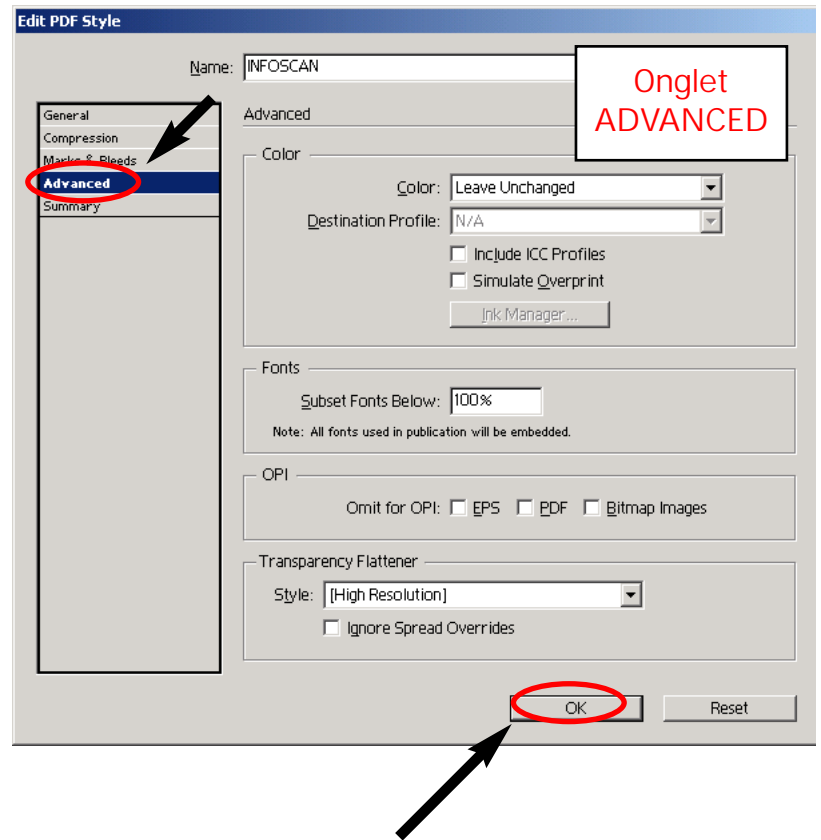 Edit PDF Style
Name: INFOSCAN
Onglet
ADVANCED
General
Compression
Marks & Bleeds
Advanced
Summary
Advanced
Color
Color: Leave Unchanged
Destination Profile: N/A
Include ICC Profiles
Simulate Overprint
Ink Manager...
Fonts
Subset Fonts Below: 100%
Note: All fonts used in publication will be embedded.
OPI
Omit for OPI: EPS PDF Bitmap Images
Transparency Flattener
Style: [High Resolution]
Ignore Spread Overrides
OK Reset